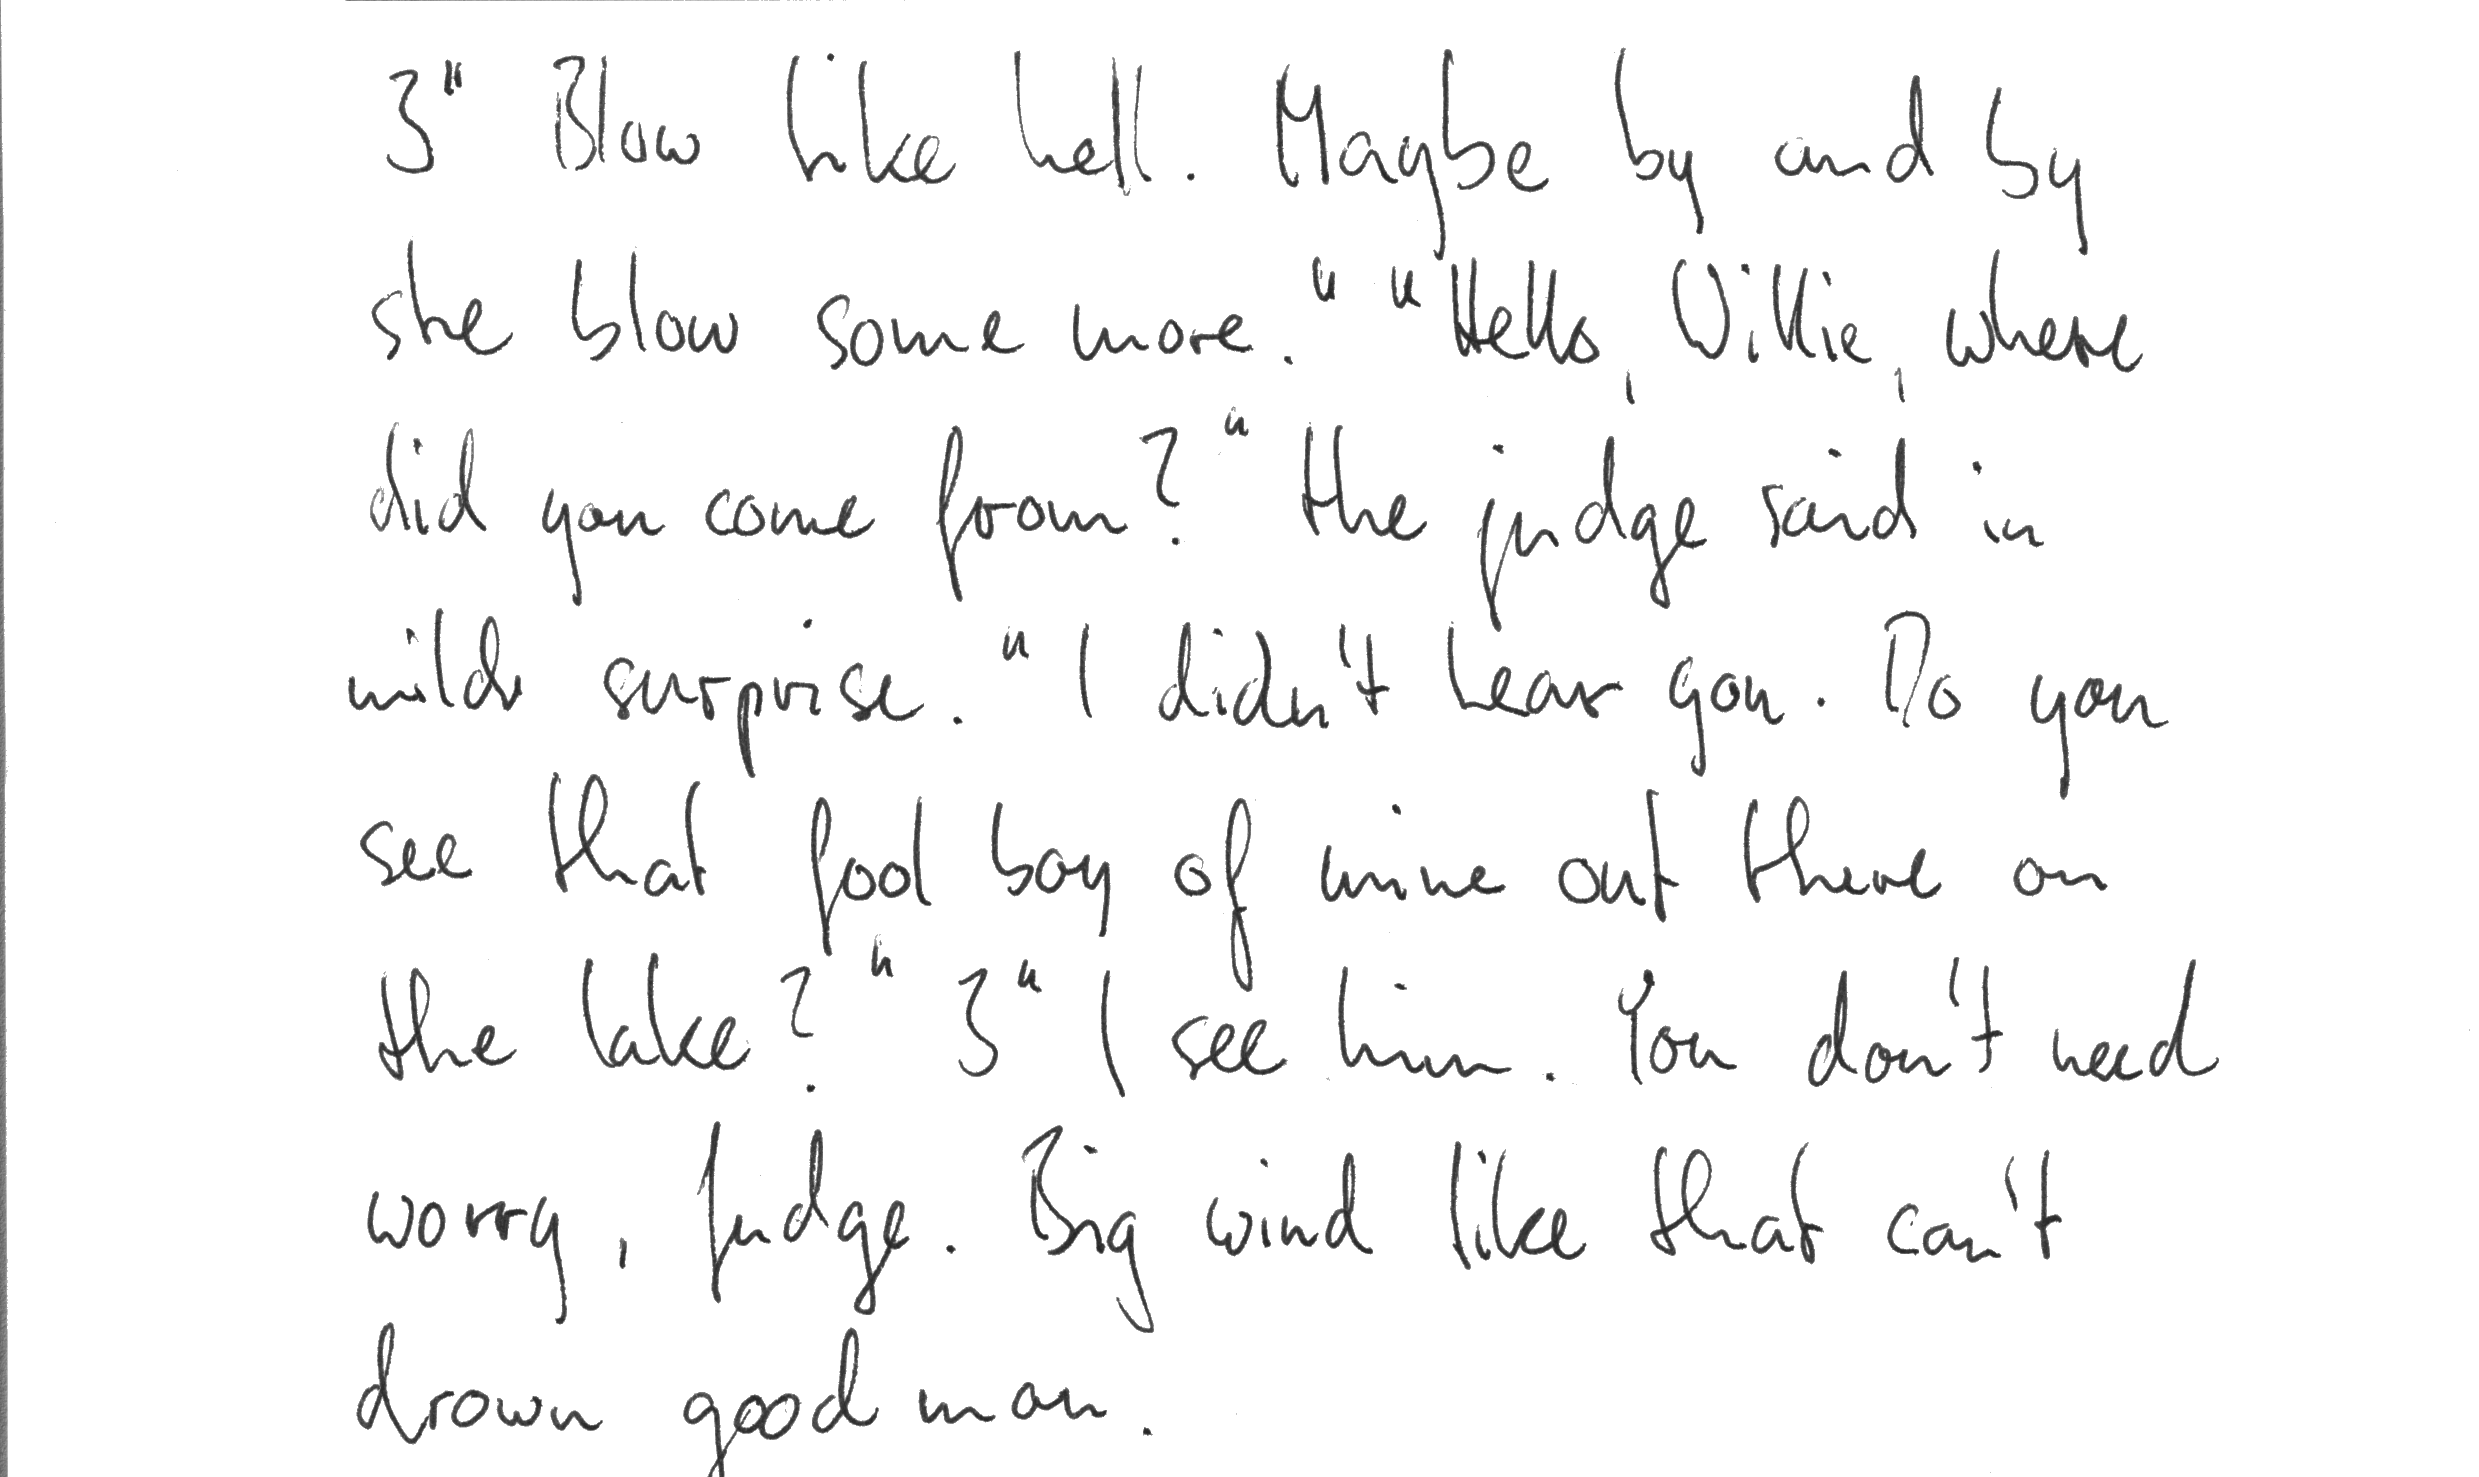 3" Blow like hell. Maybe by and by
she blow some more." "Hello, Willie, where
did you come from?" the judge said in
mild surprise. "I didn't hear you. Do you
see that fool boy of mine out there on
the lake?" 3" I see him. You don't need
worry, Judge. Big wind like that can't
drown good man.